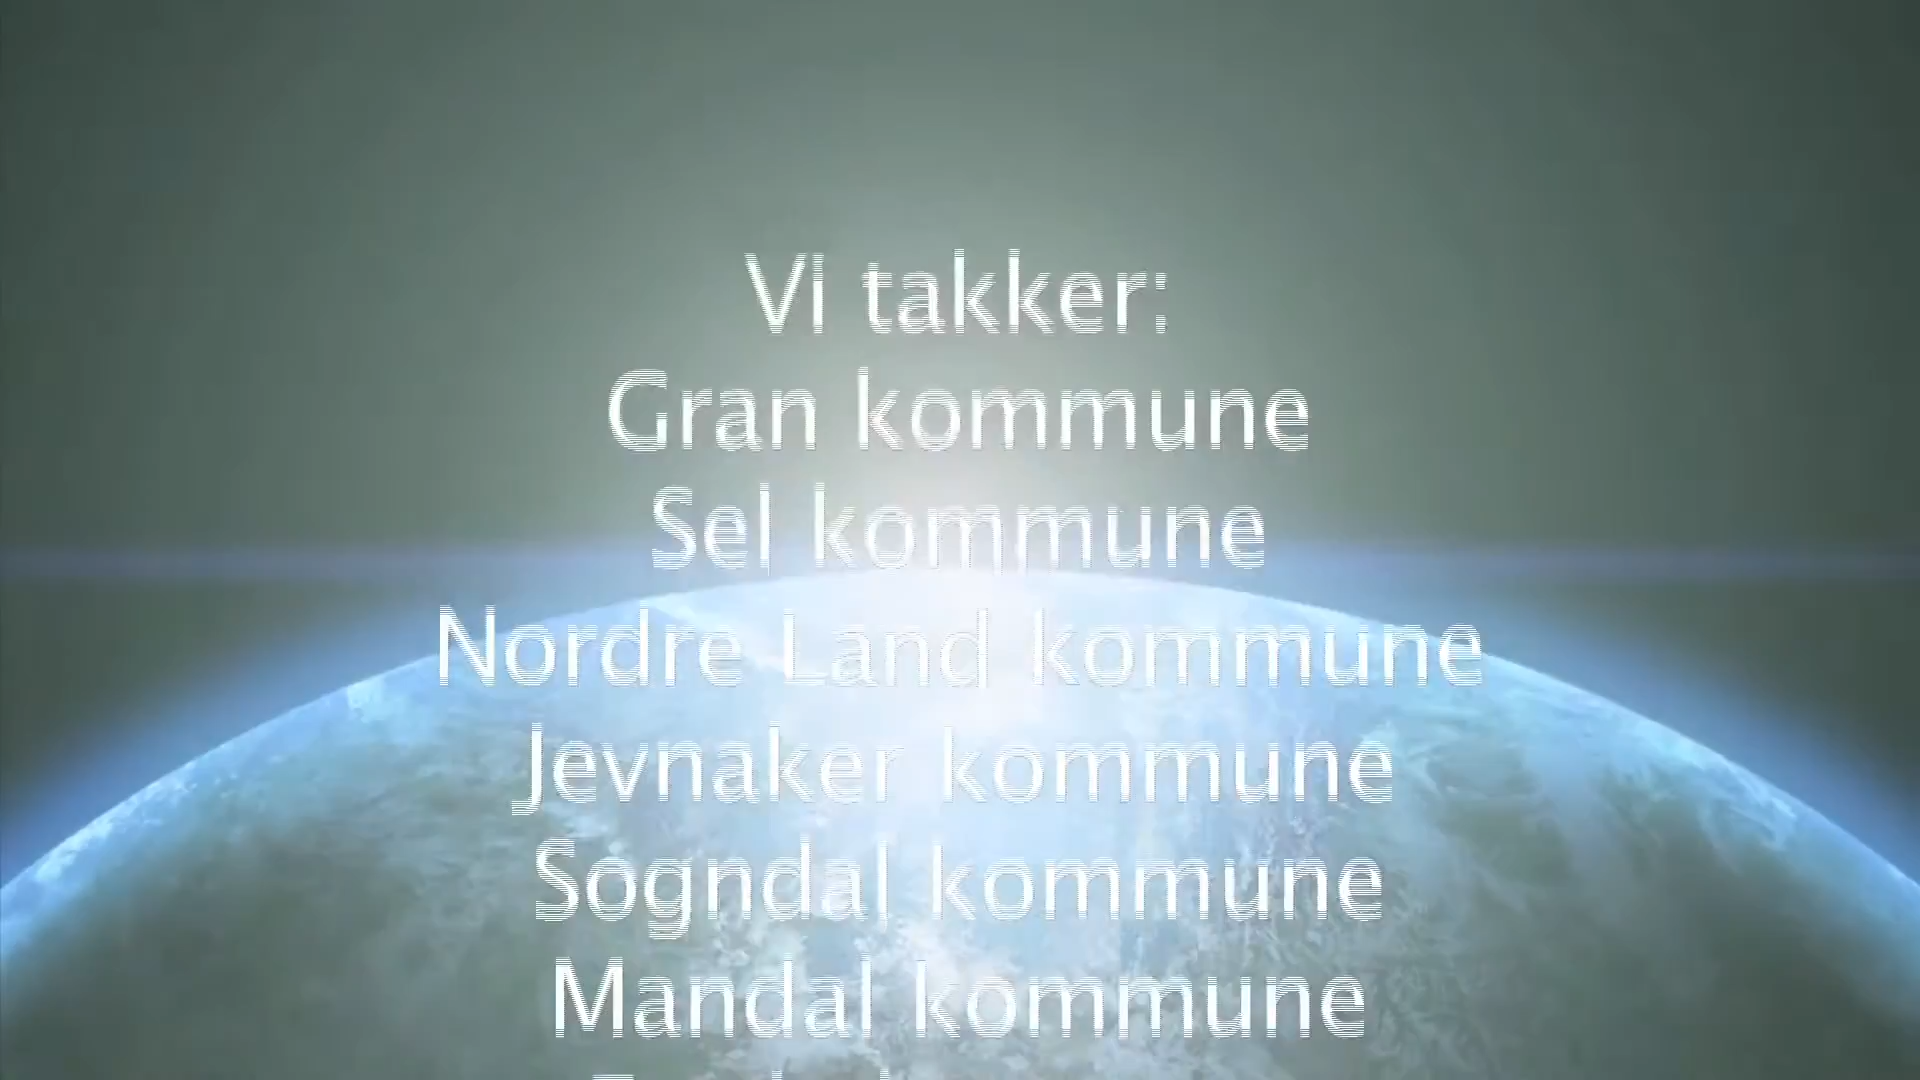 Vi takker:
Gran kommune
Sel kommune
Nordre Land kommune
Jevnaker kommune
Sogndal kommune
Mandal kommune